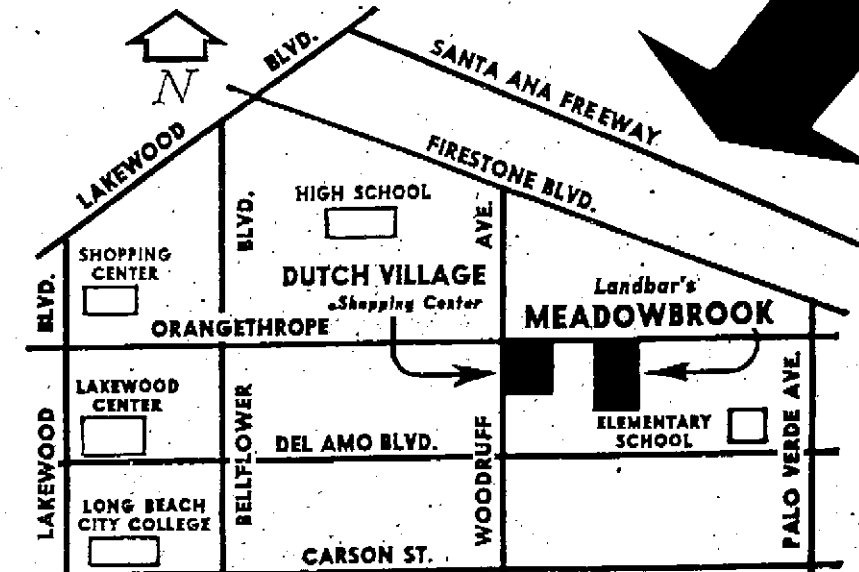 N
LAKEWOOD BLVD.
SANTA ANA FREEWAY
FIRESTONE BLVD.
HIGH SCHOOL
BLVD.
AVE.
SHOPPING
CENTER
DUTCH VILLAGE
Shopping Center
Landbar's
MEADOWBROOK
BLVD.
ORANGETHROPE
LAKEWOOD
CENTER
ELEMENTARY
SCHOOL
DEL AMO BLVD.
LAKEWOOD
BELLFLOWER
WOODRUFF
PALO VERDE AVE.
LONG BEACH
CITY COLLEGE
CARSON ST.